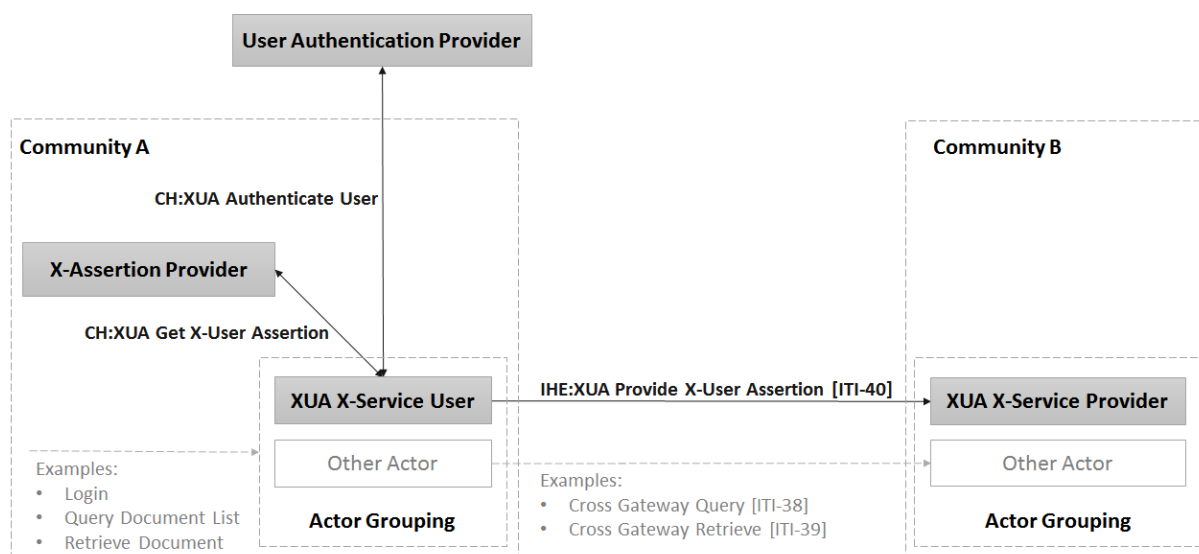 User Authentication Provider
Community A
Community B
CH:XUA Authenticate User
X-Assertion Provider
CH:XUA Get X-User Assertion
XUA X-Service User
IHE:XUA Provide X-User Assertion [ITI-40]
XUA X-Service Provider
Other Actor
Other Actor
Examples:
• Login
• Query Document List
• Retrieve Document
Actor Grouping
Examples:
• Cross Gateway Query [ITI-38]
• Cross Gateway Retrieve [ITI-39]
Actor Grouping